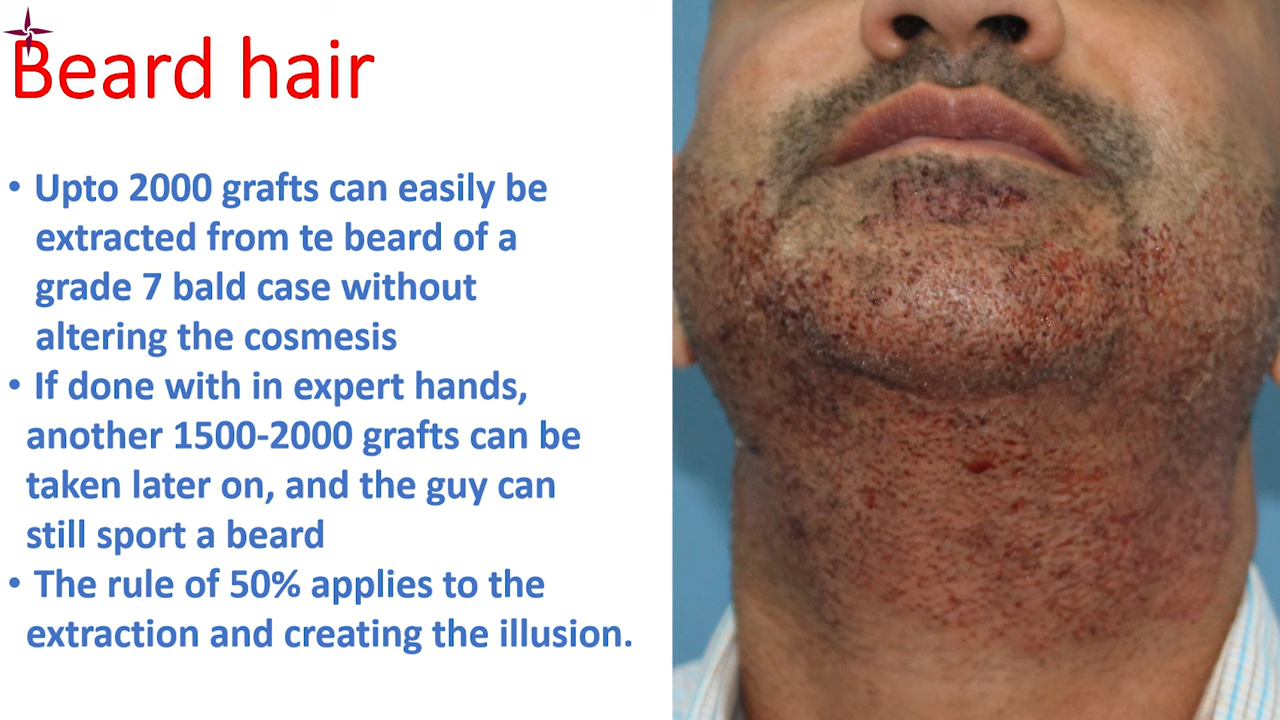 Beard hair
• Upto 2000 grafts can easily be
extracted from te beard of a
grade 7 bald case without
altering the cosmesis
• If done with in expert hands,
another 1500-2000 grafts can be
taken later on, and the guy can
still sport a beard
• The rule of 50% applies to the
extraction and creating the illusion.